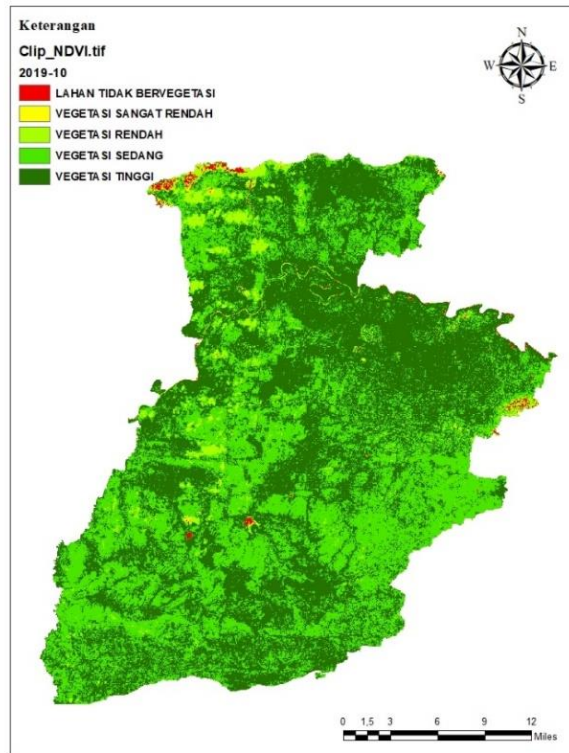 Keterangan
Clip_NDVI.tif
2019-10
LAHAN TIDAK BERVEGETASI
VEGETASI SANGAT RENDAH
VEGETASI RENDAH
VEGETASI SEDANG
VEGETASI TINGGI
N
W E
S
0 1,5 3 6 9 12
Miles